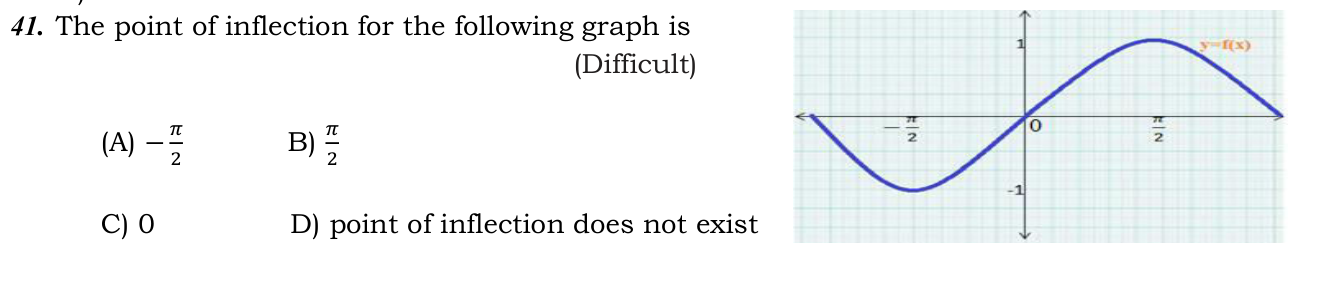 41. The point of inflection for the following graph is
(Difficult)
(A) −π/2 B) π/2
C) 0 D) point of inflection does not exist
1
y=f(x)
−π/2 0 π/2
-1